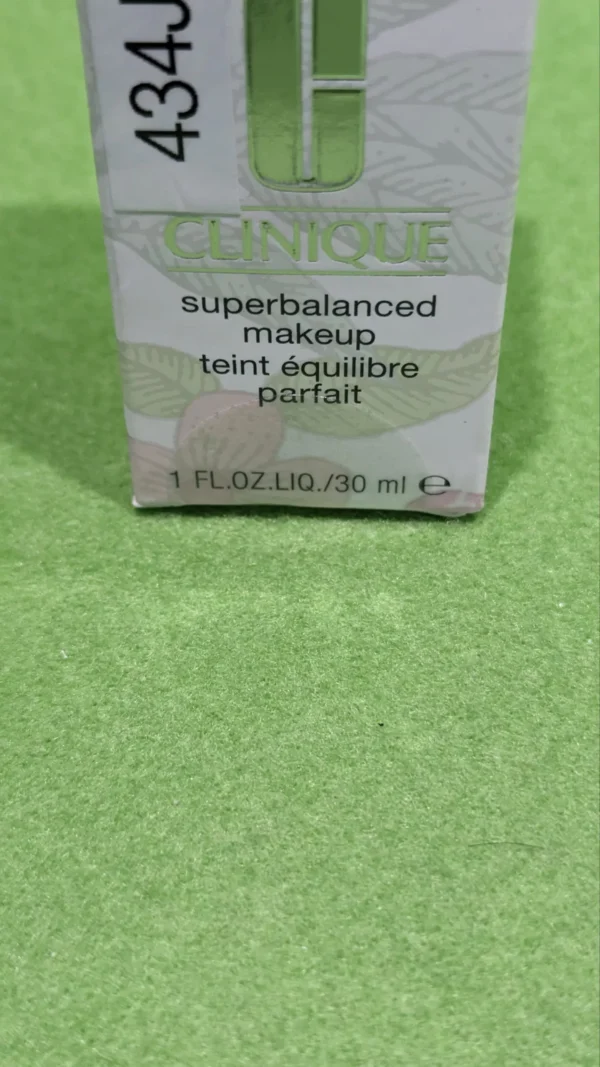 434J
CLINIQUE
superbalanced
makeup
teint équilibre
parfait
1 FL.OZ.LIQ./30 ml e